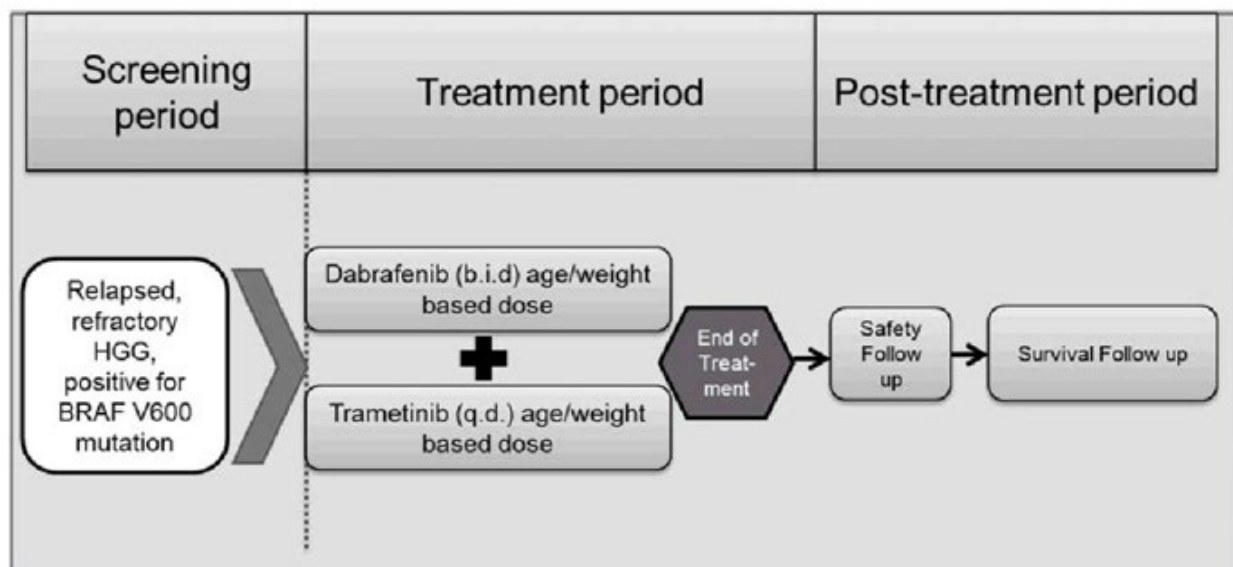 Screening
period
Treatment period
Post-treatment period
Relapsed,
refractory
HGG,
positive for
BRAF V600
mutation
Dabrafenib (b.i.d) age/weight
based dose
Trametinib (q.d.) age/weight
based dose
End of
Treat-
ment
Safety
Follow
up
Survival Follow up